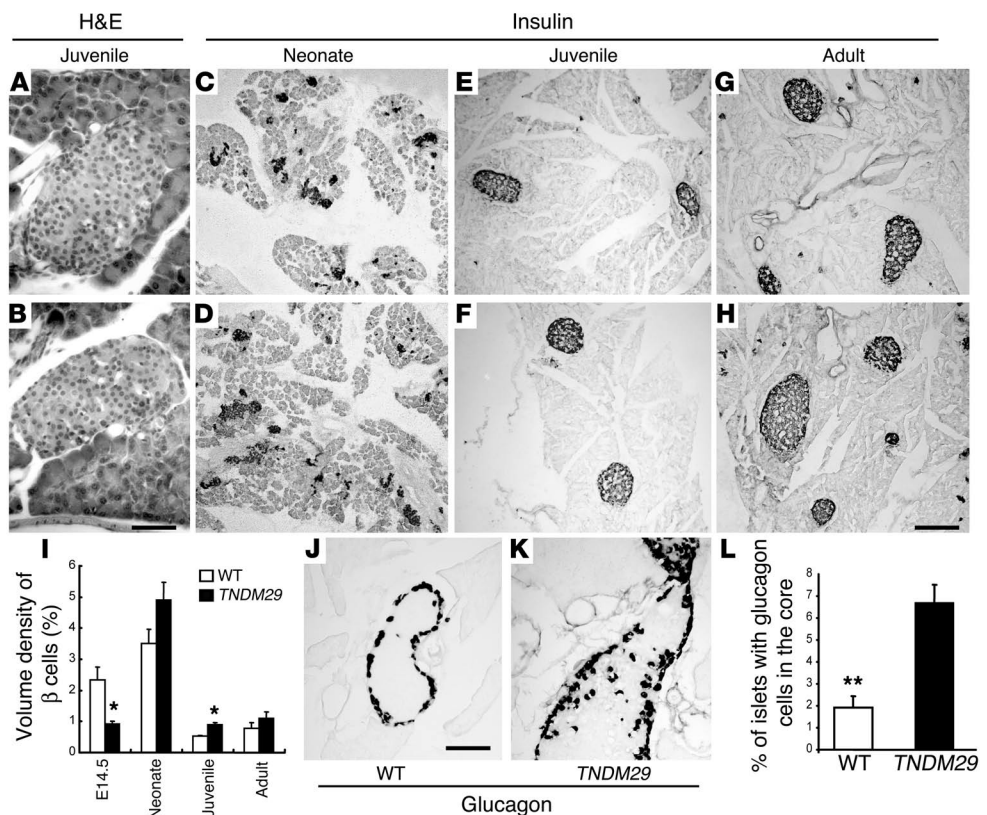 H&E
Insulin
Juvenile
Neonate
Juvenile
Adult
A
C
E
G
B
D
F
H
I
Volume density of
β cells (%)
6
5
4
3
2
1
0
WT
TNDM29
*
*
E14.5
Neonate
Juvenile
Adult
J
K
WT
TNDM29
Glucagon
L
% of islets with glucagon
cells in the core
8
7
6
5
4
3
2
1
0
**
WT
TNDM29